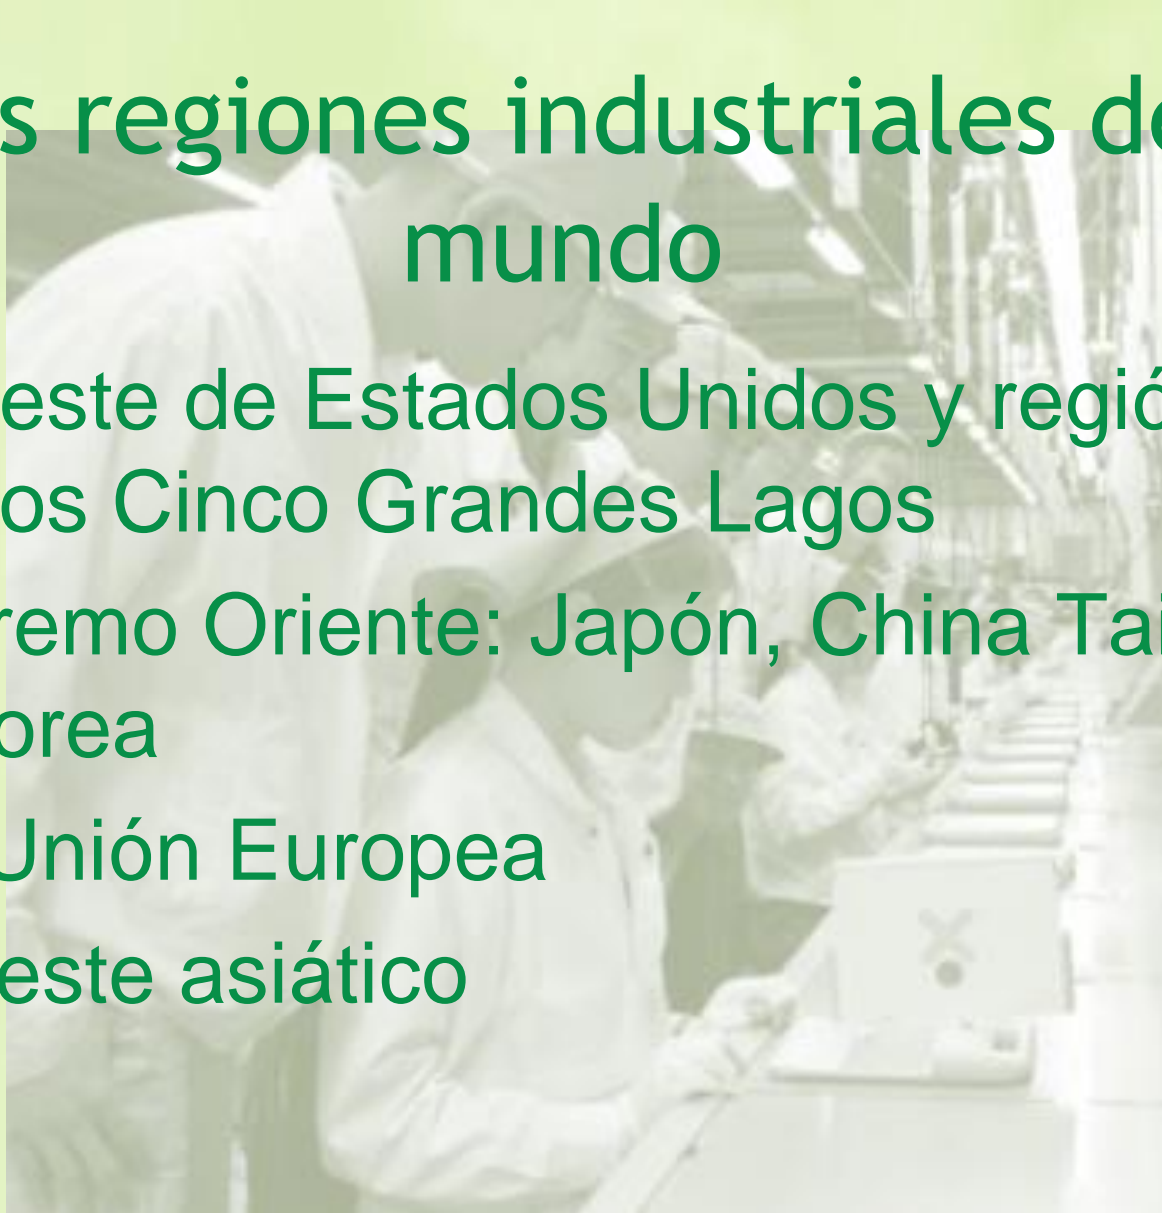 s regiones industriales de
mundo
este de Estados Unidos y regió
os Cinco Grandes Lagos
remo Oriente: Japón, China Tai
orea
Unión Europea
este asiático